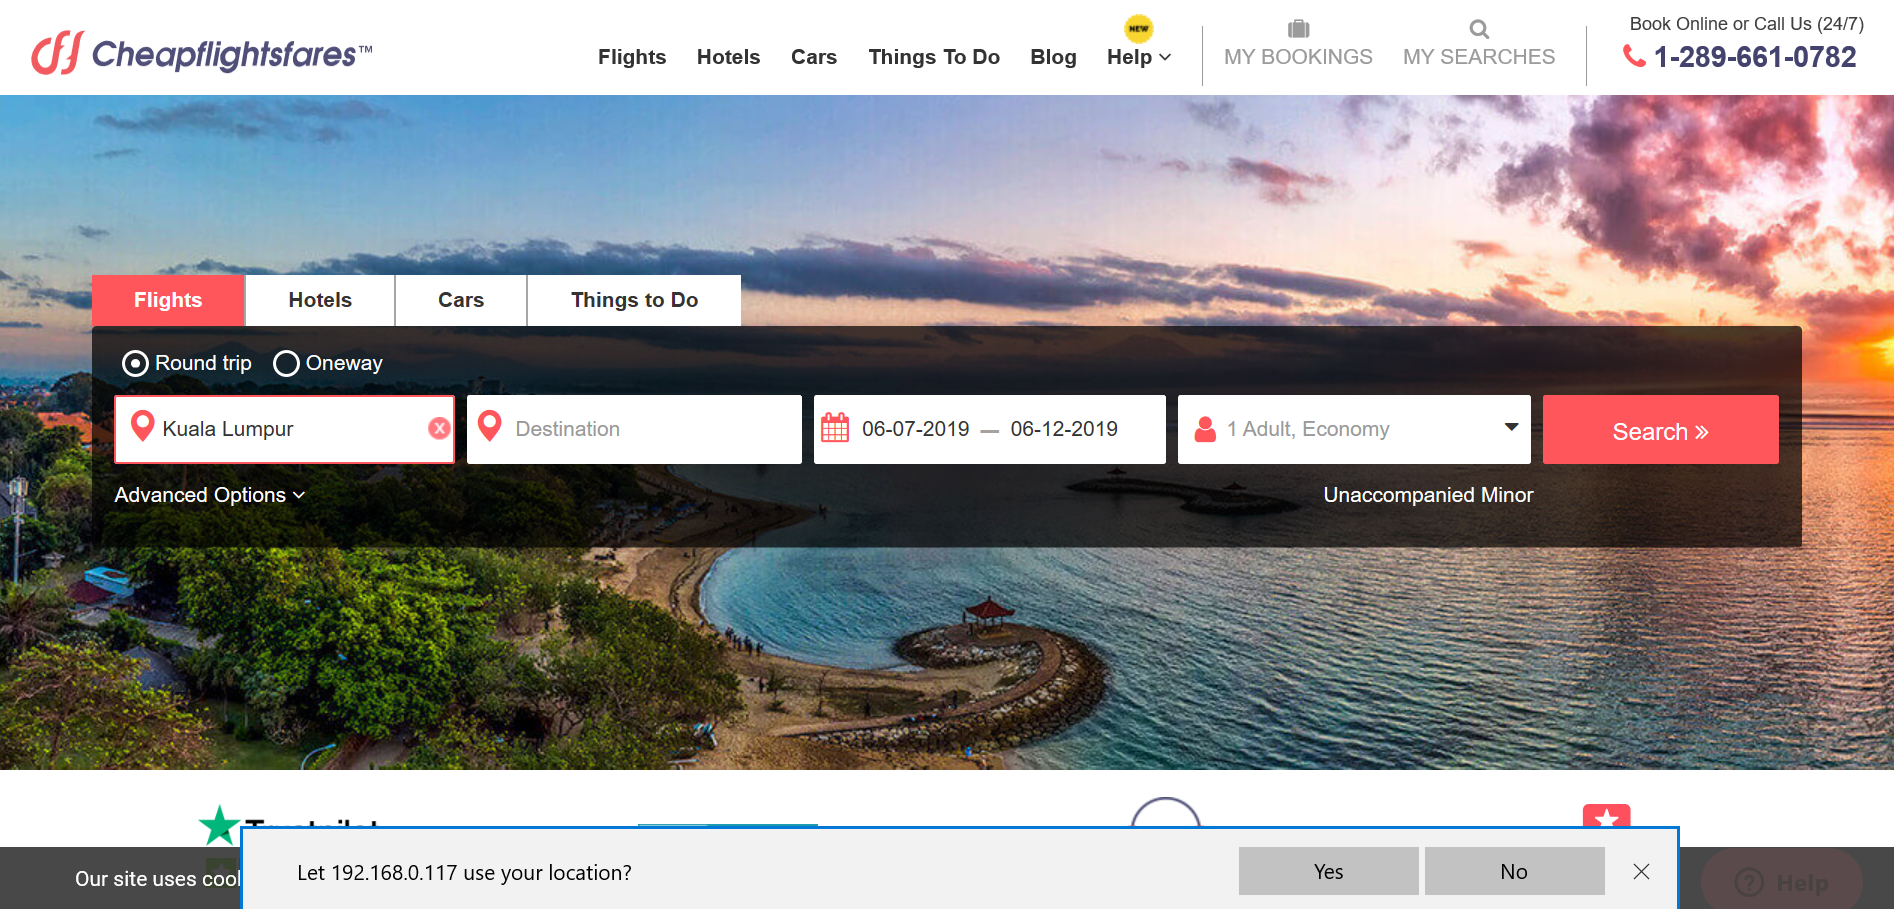 Cheapflightsfares™
Flights
Hotels
Cars
Things To Do
Blog
NEW
Help
MY BOOKINGS
MY SEARCHES
Book Online or Call Us (24/7)
1-289-661-0782
Flights
Hotels
Cars
Things to Do
Round trip
Oneway
Kuala Lumpur
X
Destination
06-07-2019 — 06-12-2019
1 Adult, Economy
Search »
Advanced Options
Unaccompanied Minor
Trustpilot
Our site uses
Let 192.168.0.117 use your location?
Yes
No
? Help